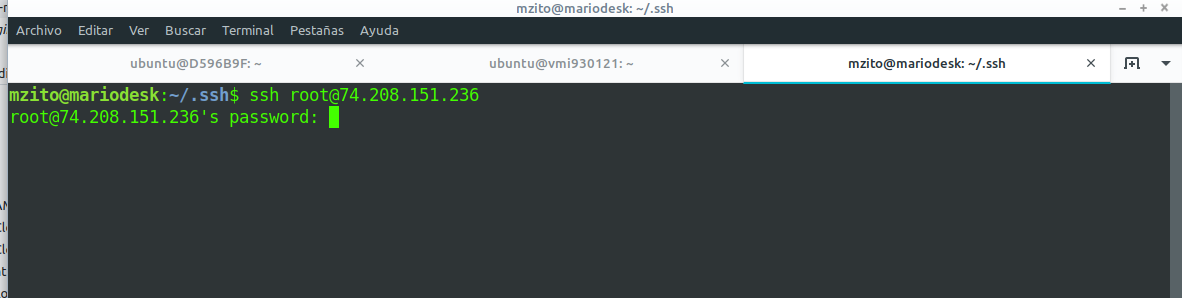 mzito@mariodesk: ~/.ssh
Archivo Editar Ver Buscar Terminal Pestañas Ayuda
ubuntu@D596B9F: ~ ubuntu@vmi930121: ~ mzito@mariodesk: ~/.ssh
mzito@mariodesk:~/.ssh$ ssh root@74.208.151.236
root@74.208.151.236's password: